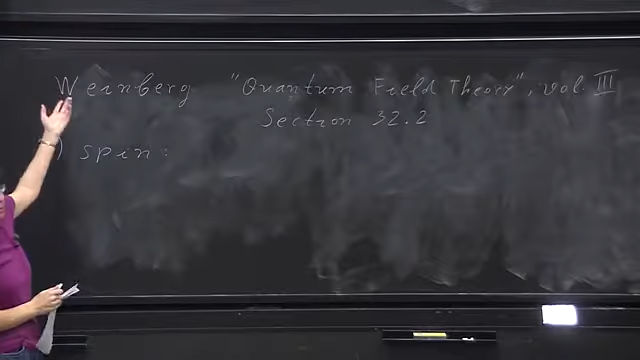 Weinberg "Quantum Field Theory", vol. III
Section 32.2
) spin: